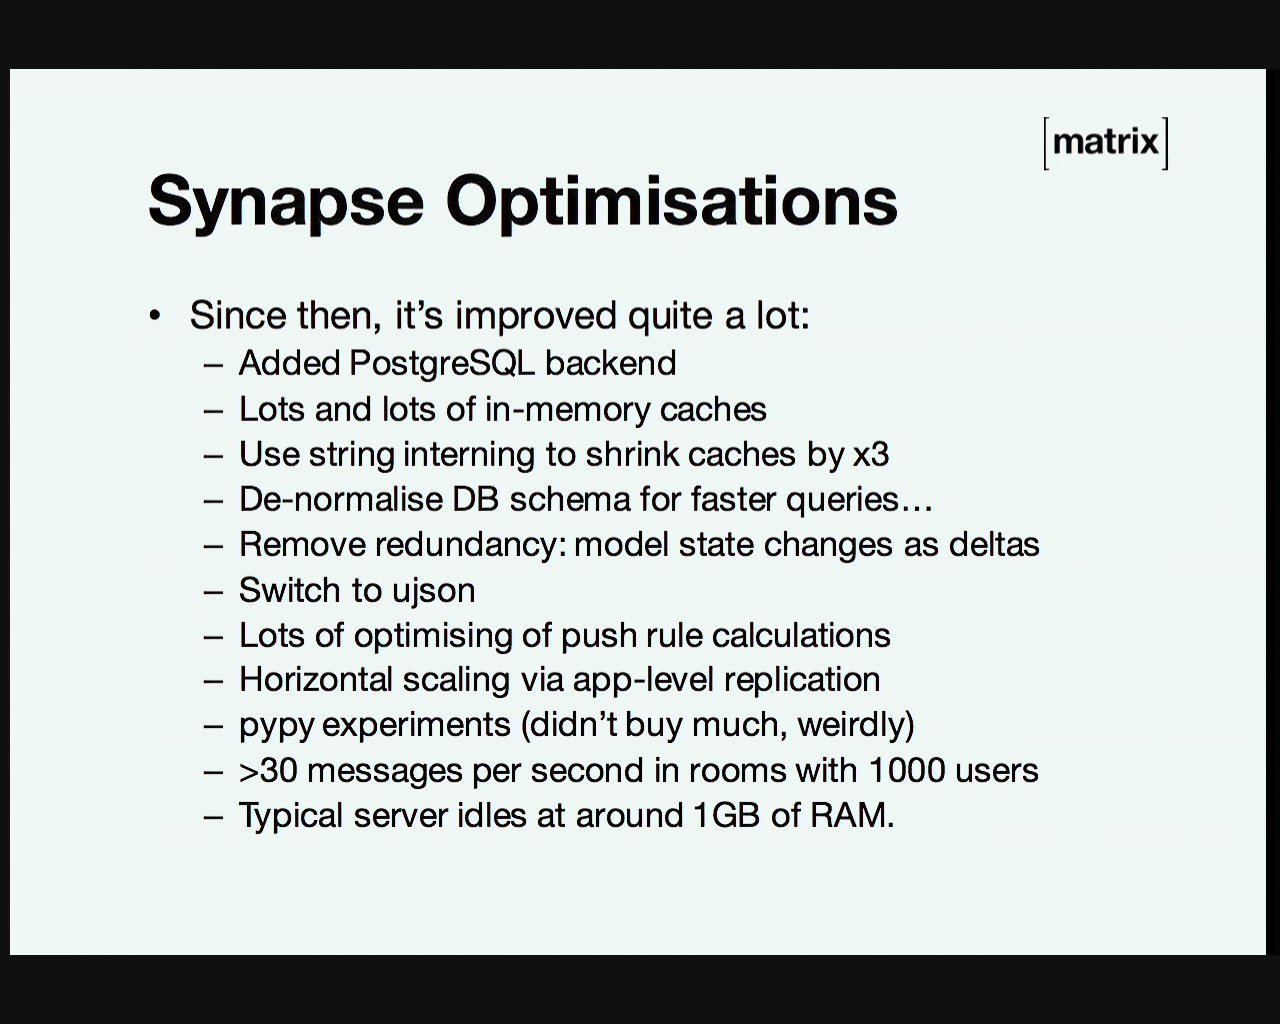 [matrix]
Synapse Optimisations
• Since then, it’s improved quite a lot:
– Added PostgreSQL backend
– Lots and lots of in-memory caches
– Use string interning to shrink caches by x3
– De-normalise DB schema for faster queries…
– Remove redundancy: model state changes as deltas
– Switch to ujson
– Lots of optimising of push rule calculations
– Horizontal scaling via app-level replication
– pypy experiments (didn’t buy much, weirdly)
– >30 messages per second in rooms with 1000 users
– Typical server idles at around 1GB of RAM.